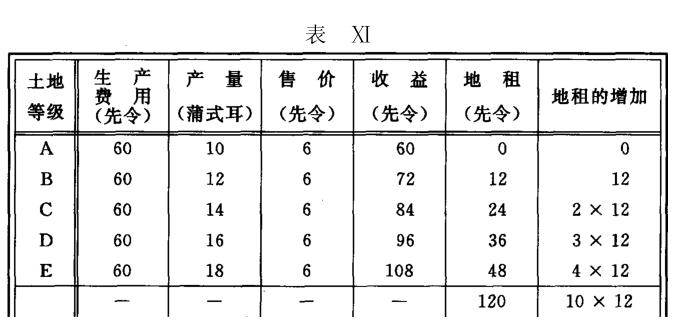 表 XI
土地等级 生产费用(先令) 产量(蒲式耳) 售价(先令) 收益(先令) 地租(先令) 地租的增加
A 60 10 6 60 0 0
B 60 12 6 72 12 12
C 60 14 6 84 24 2 × 12
D 60 16 6 96 36 3 × 12
E 60 18 6 108 48 4 × 12
— — — — 120 10 × 12